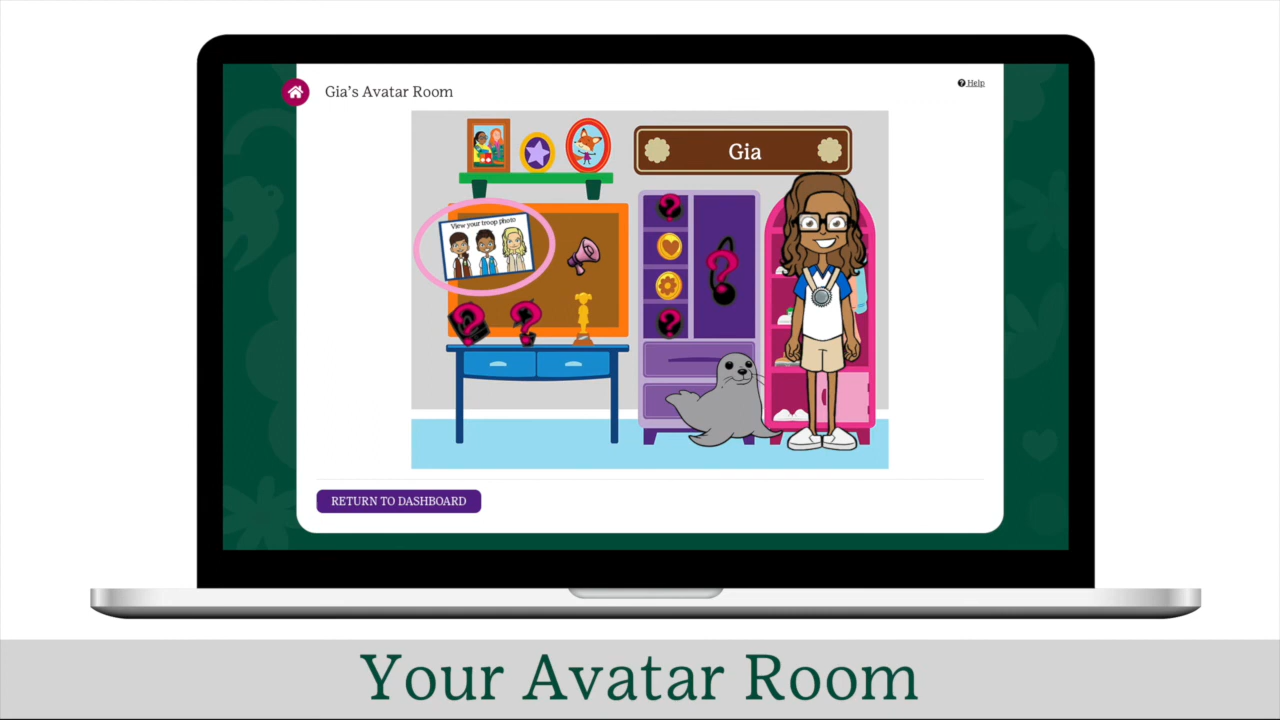 Gia's Avatar Room
Help
Gia
View your troop photo
RETURN TO DASHBOARD
Your Avatar Room